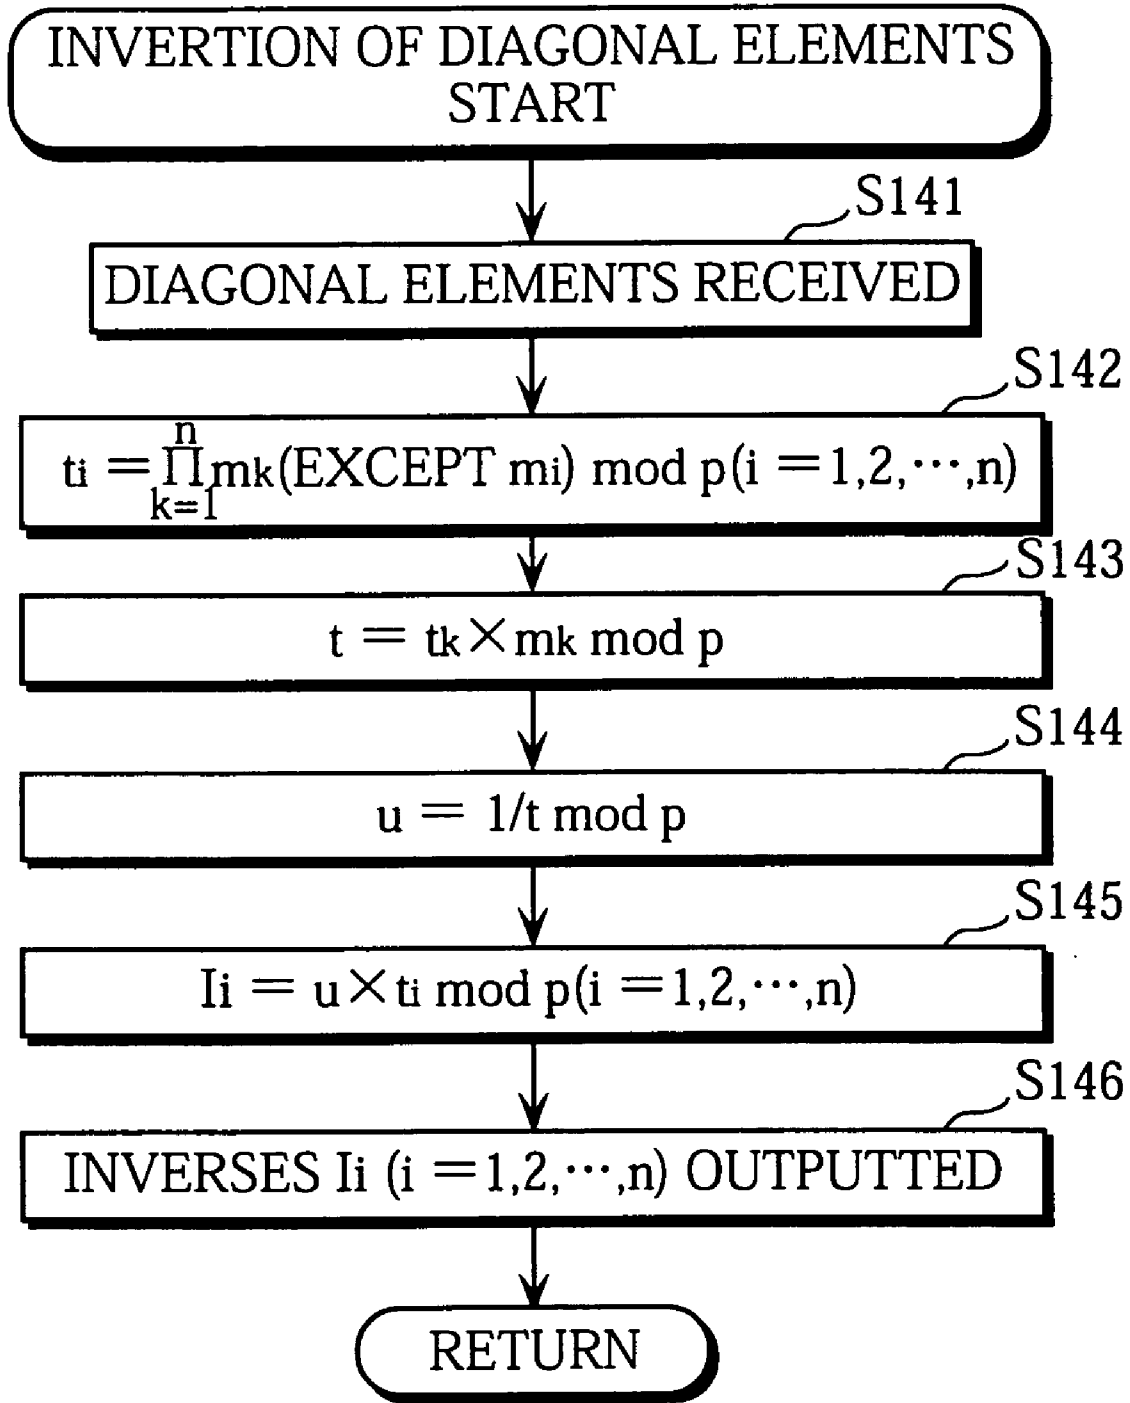 INVERTION OF DIAGONAL ELEMENTS
START
S141
DIAGONAL ELEMENTS RECEIVED
S142
n
ti = Π mk(EXCEPT mi) mod p(i = 1,2, ⋯ ,n)
k=1
S143
t = tk × mk mod p
S144
u = 1/t mod p
S145
Ii = u × ti mod p(i = 1,2, ⋯ ,n)
S146
INVERSES Ii (i = 1,2, ⋯ ,n) OUTPUTTED
RETURN